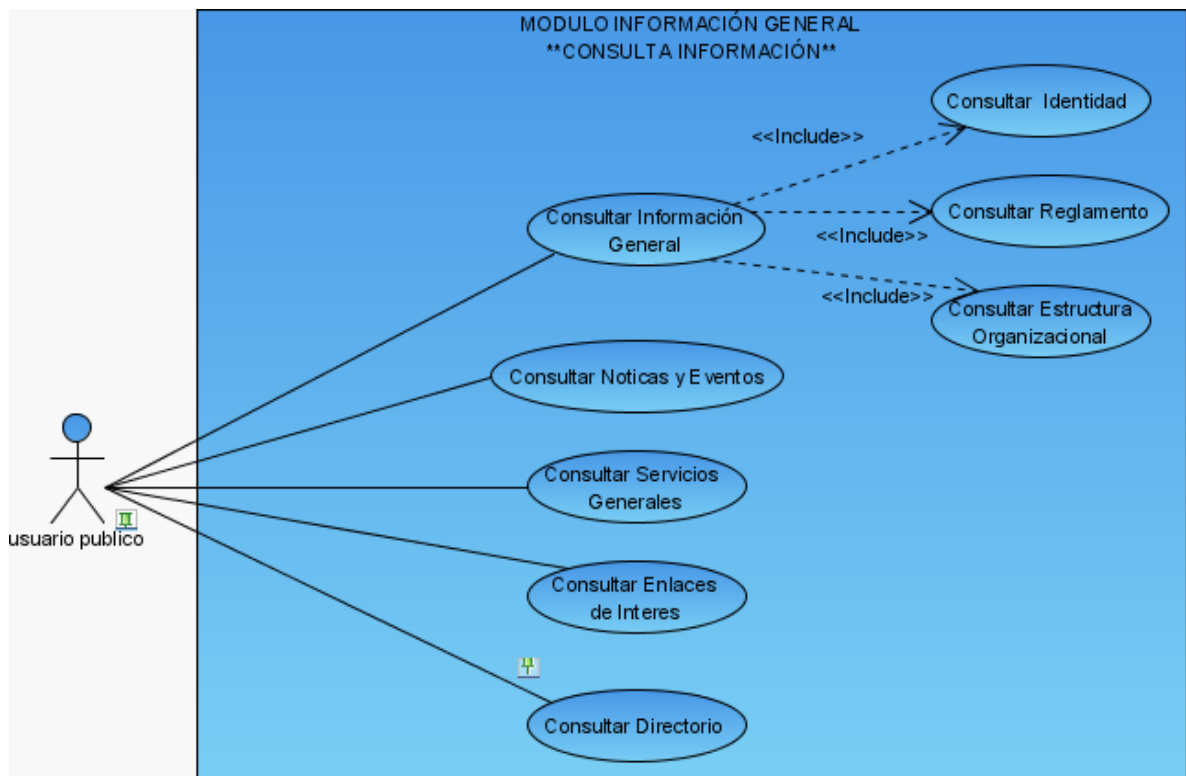 MODULO INFORMACIÓN GENERAL
**CONSULTA INFORMACIÓN**
Consultar Identidad
<<Include>>
Consultar Información
General
Consultar Reglamento
<<Include>>
<<Include>>
Consultar Estructura
Organizacional
Consultar Noticas y Eventos
Consultar Servicios
Generales
usuario publico
Consultar Enlaces
de Interes
Consultar Directorio